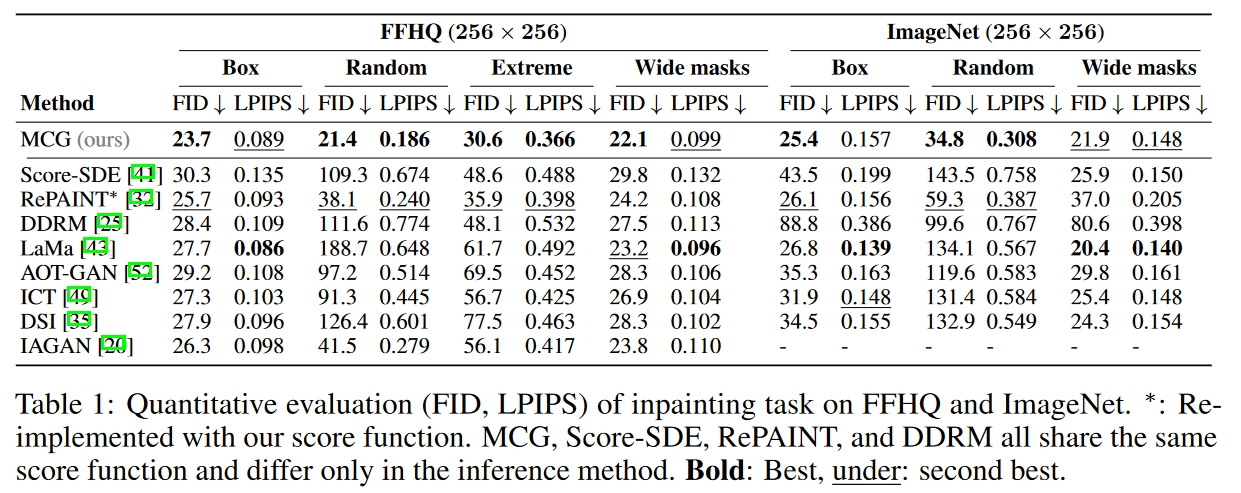 FFHQ (256 × 256) ImageNet (256 × 256)
Box Random Extreme Wide masks Box Random Wide masks
Method FID ↓ LPIPS ↓ FID ↓ LPIPS ↓ FID ↓ LPIPS ↓ FID ↓ LPIPS ↓ FID ↓ LPIPS ↓ FID ↓ LPIPS ↓ FID ↓ LPIPS ↓
MCG (ours) 23.7 0.089 21.4 0.186 30.6 0.366 22.1 0.099 25.4 0.157 34.8 0.308 21.9 0.148
Score-SDE [41] 30.3 0.135 109.3 0.674 48.6 0.488 29.8 0.132 43.5 0.199 143.5 0.758 25.9 0.150
RePAINT* [32] 25.7 0.093 38.1 0.240 35.9 0.398 24.2 0.108 26.1 0.156 59.3 0.387 37.0 0.205
DDRM [25] 28.4 0.109 111.6 0.774 48.1 0.532 27.5 0.113 88.8 0.386 99.6 0.767 80.6 0.398
LaMa [43] 27.7 0.086 188.7 0.648 61.7 0.492 23.2 0.096 26.8 0.139 134.1 0.567 20.4 0.140
AOT-GAN [52] 29.2 0.108 97.2 0.514 69.5 0.452 28.3 0.106 35.3 0.163 119.6 0.583 29.8 0.161
ICT [49] 27.3 0.103 91.3 0.445 56.7 0.425 26.9 0.104 31.9 0.148 131.4 0.584 25.4 0.148
DSI [35] 27.9 0.096 126.4 0.601 77.5 0.463 28.3 0.102 34.5 0.155 132.9 0.549 24.3 0.154
IAGAN [20] 26.3 0.098 41.5 0.279 56.1 0.417 23.8 0.110 - - - - - -
Table 1: Quantitative evaluation (FID, LPIPS) of inpainting task on FFHQ and ImageNet. *: Re-
implemented with our score function. MCG, Score-SDE, RePAINT, and DDRM all share the same
score function and differ only in the inference method. Bold: Best, under: second best.